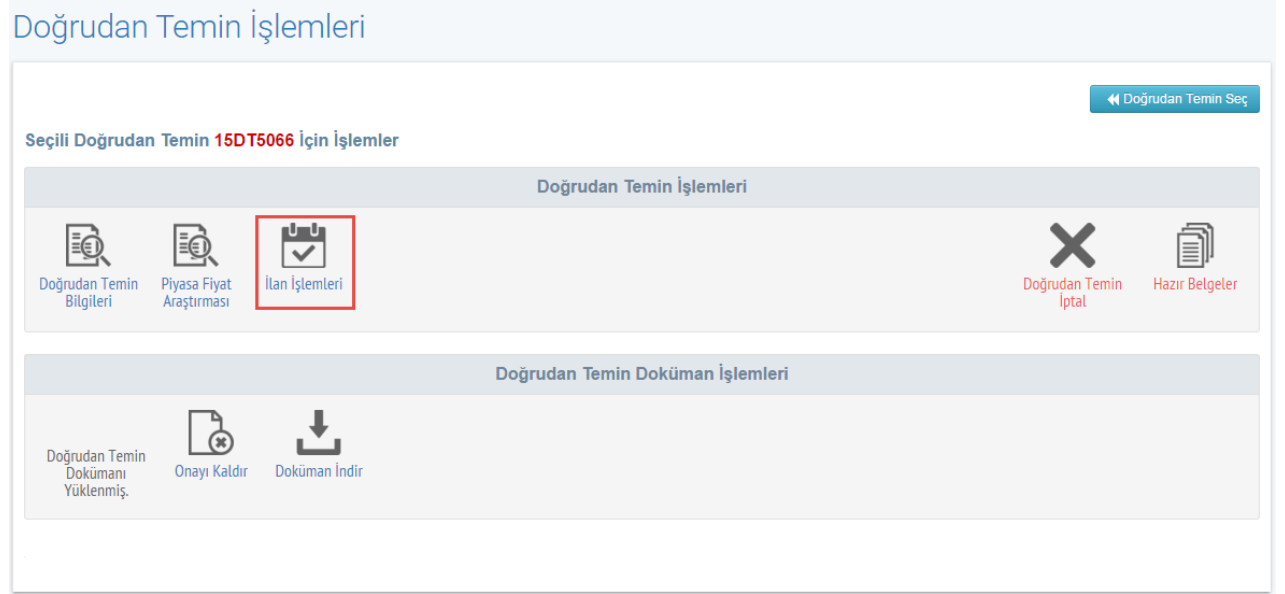 Doğrudan Temin İşlemleri
Doğrudan Temin Seç
Seçili Doğrudan Temin 15DT5066 İçin İşlemler
Doğrudan Temin İşlemleri
Doğrudan Temin
Bilgileri
Piyasa Fiyat
Araştırması
İlan İşlemleri
Doğrudan Temin
İptal
Hazır Belgeler
Doğrudan Temin Doküman İşlemleri
Doğrudan Temin
Dokümanı
Yüklenmiş.
Onayı Kaldır
Doküman İndir